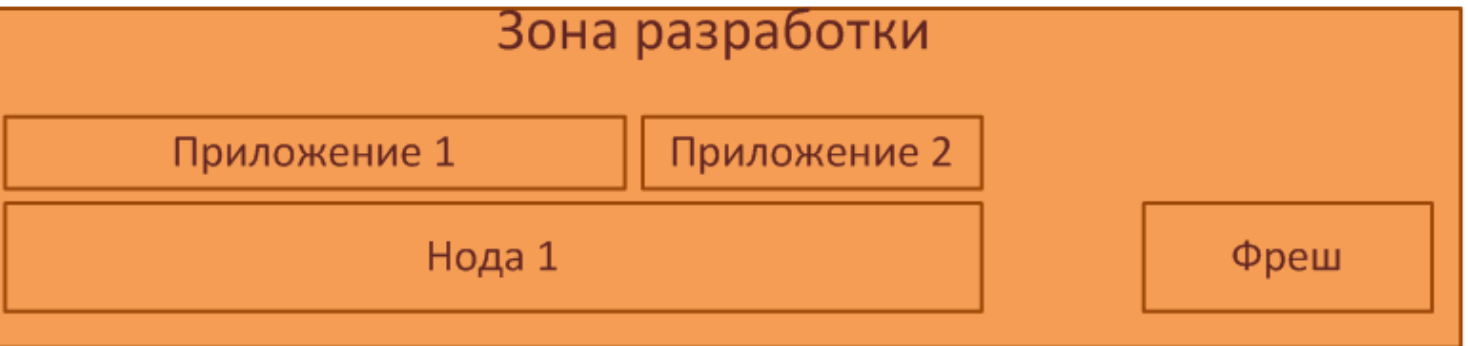 Зона разработки
Приложение 1
Приложение 2
Нода 1
Фреш